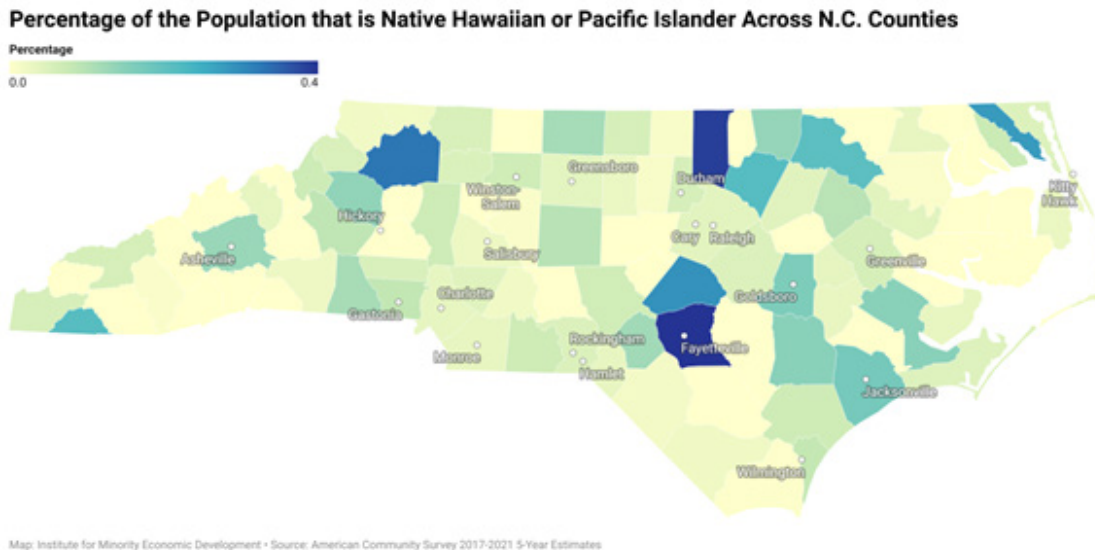 Percentage of the Population that is Native Hawaiian or Pacific Islander Across N.C. Counties
Percentage
0.0 0.4
Greensboro
Durham
Winston-
Salem
Kitty
Hawk
Hickory
Cary Raleigh
Salisbury
Asheville
Greenville
Charlotte
Goldsboro
Gastonia
Rockingham
Fayetteville
Monroe
Hamlet
Jacksonville
Wilmington
Map: Institute for Minority Economic Development • Source: American Community Survey 2017-2021 5-Year Estimates